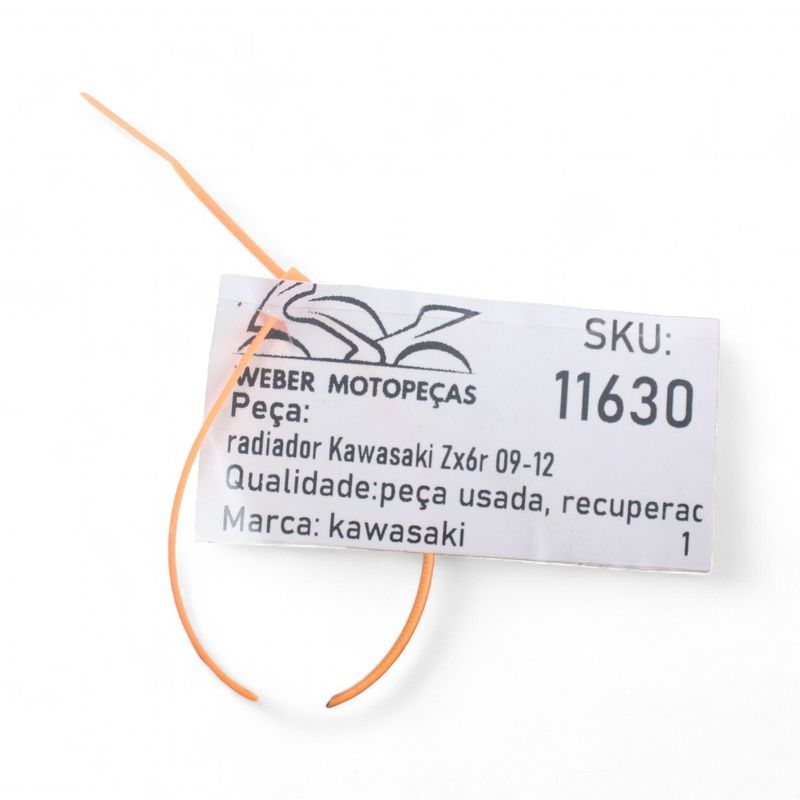 WEBER MOTOPEÇAS
SKU:
11630
Peça:
radiador Kawasaki Zx6r 09-12
Qualidade:peça usada, recuperac
Marca: kawasaki
1